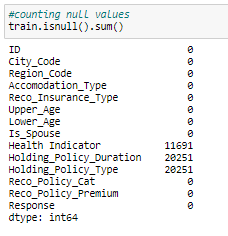 #counting null values
train.isnull().sum()
ID 0
City_Code 0
Region_Code 0
Accomodation_Type 0
Reco_Insurance_Type 0
Upper_Age 0
Lower_Age 0
Is_Spouse 0
Health Indicator 11691
Holding_Policy_Duration 20251
Holding_Policy_Type 20251
Reco_Policy_Cat 0
Reco_Policy_Premium 0
Response 0
dtype: int64